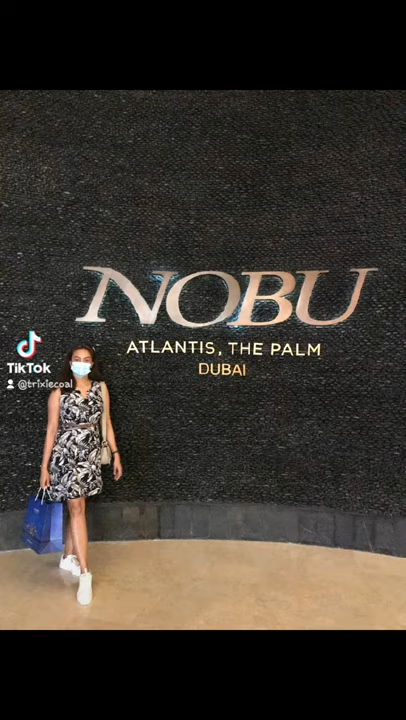 NOBU
ATLANTIS, THE PALM
DUBAI
TikTok
@trixiecoal